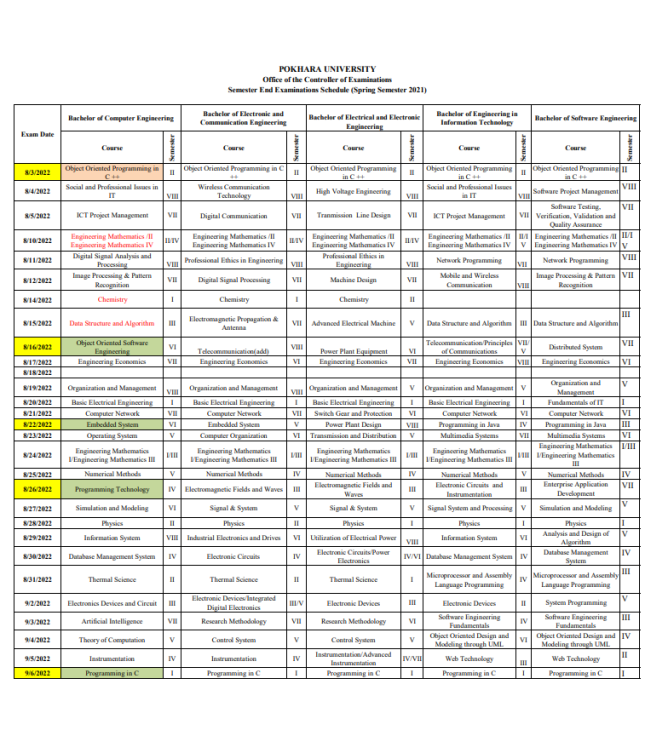 POKHARA UNIVERSITY
Office of the Controller of Examinations
Semester End Examinations Schedule (Spring Semester 2021)
Exam Date | Bachelor of Computer Engineering | Bachelor of Electronic and Communication Engineering | Bachelor of Electrical and Electronic Engineering | Bachelor of Engineering in Information Technology | Bachelor of Software Engineering
Course | Semester | Course | Semester | Course | Semester | Course | Semester | Course | Semester
8/3/2022 | Object Oriented Programming in C ++ | II | Object Oriented Programming in C ++ | II | Object Oriented Programming in C ++ | II | Object Oriented Programming in C ++ | II | Object Oriented Programming in C ++ | II
8/4/2022 | Social and Professional Issues in IT | VIII | Wireless Communication Technology | VIII | High Voltage Engineering | VIII | Social and Professional Issues in IT | VIII | Software Project Management | VIII
8/5/2022 | ICT Project Management | VII | Digital Communication | VII | Tranmission Line Design | VII | ICT Project Management | VII | Software Testing, Verification, Validation and Quality Assurance | VII
8/10/2022 | Engineering Mathematics /II Engineering Mathematics IV | II/IV | Engineering Mathematics /II Engineering Mathematics IV | II/IV | Engineering Mathematics /II Engineering Mathematics IV | II/IV | Engineering Mathematics /II Engineering Mathematics IV | II/I V | Engineering Mathematics /II Engineering Mathematics IV | II/I V
8/11/2022 | Digital Signal Analysis and Processing | VIII | Professional Ethics in Engineering | VIII | Professional Ethics in Engineering | VIII | Network Programming | VII | Network Programming | VIII
8/12/2022 | Image Processing & Pattern Recognition | VII | Digital Signal Processing | VII | Machine Design | VII | Mobile and Wireless Communication | VIII | Image Processing & Pattern Recognition | VII
8/14/2022 | Chemistry | I | Chemistry | I | Chemistry | II
8/15/2022 | Data Structure and Algorithm | III | Electromagnetic Propagation & Antenna | VII | Advanced Electrical Machine | V | Data Structure and Algorithm | III | Data Structure and Algorithm | III
8/16/2022 | Object Oriented Software Engineering | VI | Telecommunication(add) | VIII | Power Plant Equipment | VI | Telecommunication/Principles of Communications | VII/ V | Distributed System | VII
8/17/2022 | Engineering Economics | VII | Engineering Economics | VI | Engineering Economics | VII | Engineering Economics | VIII | Engineering Economics | VI
8/18/2022
8/19/2022 | Organization and Management | VIII | Organization and Management | VIII | Organization and Management | V | Organization and Management | V | Organization and Management | V
8/20/2022 | Basic Electrical Engineering | I | Basic Electrical Engineering | I | Basic Electrical Engineering | I | Basic Electrical Engineering | I | Fundamentals of IT | I
8/21/2022 | Computer Network | VII | Computer Network | VII | Switch Gear and Protection | VI | Computer Network | VI | Computer Network | VI
8/22/2022 | Embedded System | VI | Embedded System | V | Power Plant Design | VIII | Programming in Java | IV | Programming in Java | III
8/23/2022 | Operating System | V | Computer Organization | VI | Transmission and Distribution | V | Multimedia Systems | VII | Multimedia Systems | VI
8/24/2022 | Engineering Mathematics I/Engineering Mathematics III | I/III | Engineering Mathematics I/Engineering Mathematics III | I/III | Engineering Mathematics I/Engineering Mathematics III | I/III | Engineering Mathematics I/Engineering Mathematics III | I/III | Engineering Mathematics I/Engineering Mathematics III | I/III
8/25/2022 | Numerical Methods | V | Numerical Methods | IV | Numerical Methods | IV | Numerical Methods | V | Numerical Methods | IV
8/26/2022 | Programming Technology | IV | Electromagnetic Fields and Waves | III | Electromagnetic Fields and Waves | III | Electronic Circuits and Instrumentation | III | Enterprise Application Development | VII
8/27/2022 | Simulation and Modeling | VI | Signal & System | V | Signal & System | V | Signal System and Processing | V | Simulation and Modeling | V
8/28/2022 | Physics | II | Physics | II | Physics | I | Physics | I | Physics | I
8/29/2022 | Information System | VIII | Industrial Electronics and Drives | VI | Utilization of Electrical Power | VIII | Information System | VI | Analysis and Design of Algorithm | V
8/30/2022 | Database Management System | IV | Electronic Circuits | IV | Electronic Circuits/Power Electronics | IV/VI | Database Management System | IV | Database Management System | IV
8/31/2022 | Thermal Science | II | Thermal Science | II | Thermal Science | I | Microprocessor and Assembly Language Programming | IV | Microprocessor and Assembly Language Programming | III
9/2/2022 | Electronics Devices and Circuit | III | Electronic Devices/Integrated Digital Electronics | III/V | Electronic Devices | III | Electronic Devices | II | System Programming | V
9/3/2022 | Artificial Intelligence | VII | Research Methodology | VII | Research Methodology | VI | Software Engineering Fundamentals | IV | Software Engineering Fundamentals | III
9/4/2022 | Theory of Computation | V | Control System | V | Control System | V | Object Oriented Design and Modeling through UML | VI | Object Oriented Design and Modeling through UML | IV
9/5/2022 | Instrumentation | IV | Instrumentation | IV | Instrumentation/Advanced Instrumentation | IV/VII | Web Technology | III | Web Technology | II
9/6/2022 | Programming in C | I | Programming in C | I | Programming in C | I | Programming in C | I | Programming in C | I